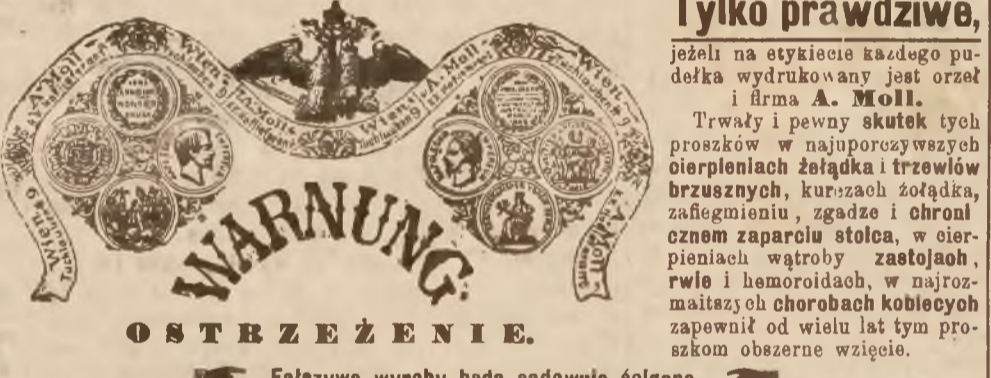 WARNUNG.
OSTRZEŻENIE.
Fałszywe wyroby będą sądownie ścigane
Tylko prawdziwe,
jeżeli na etykiecie każdego pu-
dełka wydrukowany jest orzeł
i firma A. Moll.
Trwały i pewny skutek tych
proszków w najuporczywszych
cierpieniach żołądka i trzewiów
brzusznych, kurczach żołądka,
zaflegmieniu, zgadze i chroni
cznem zaparciu stolca, w cier-
pieniach wątroby zastojach,
rwie i hemoroidach, w najroz-
maitszych chorobach kobiecych
zapewnił od wielu lat tym pro-
szkom obszerne wzięcie.